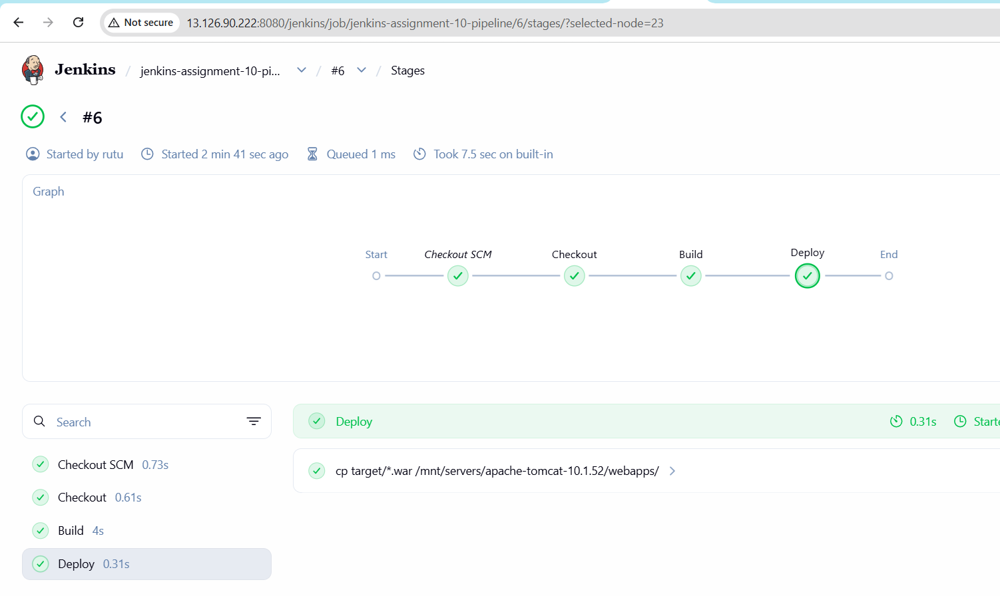 Not secure 13.126.90.222:8080/jenkins/job/jenkins-assignment-10-pipeline/6/stages/?selected-node=23
Jenkins / jenkins-assignment-10-pi... / #6 / Stages
#6
Started by rutu Started 2 min 41 sec ago Queued 1 ms Took 7.5 sec on built-in
Graph
Start Checkout SCM Checkout Build Deploy End
Search
Deploy 0.31s Starte
Checkout SCM 0.73s
cp target/*.war /mnt/servers/apache-tomcat-10.1.52/webapps/
Checkout 0.61s
Build 4s
Deploy 0.31s